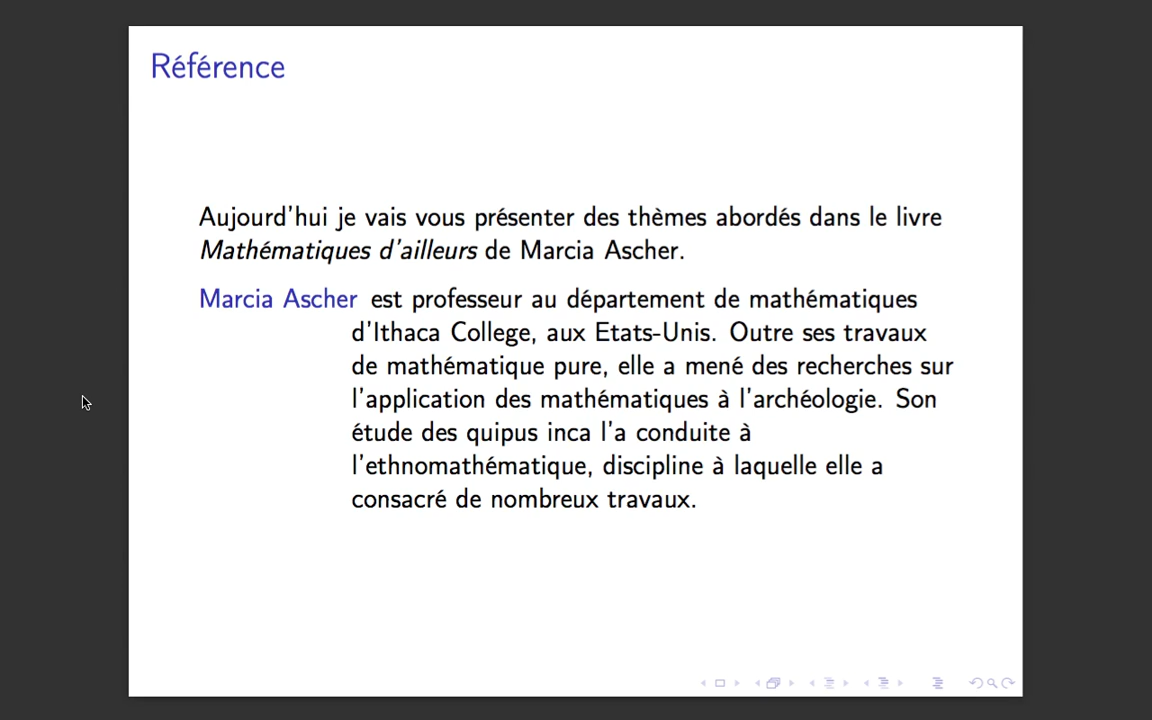 Référence
Aujourd'hui je vais vous présenter des thèmes abordés dans le livre
Mathématiques d'ailleurs de Marcia Ascher.
Marcia Ascher est professeur au département de mathématiques
d'Ithaca College, aux Etats-Unis. Outre ses travaux
de mathématique pure, elle a mené des recherches sur
l'application des mathématiques à l'archéologie. Son
étude des quipus inca l'a conduite à
l'ethnomathématique, discipline à laquelle elle a
consacré de nombreux travaux.